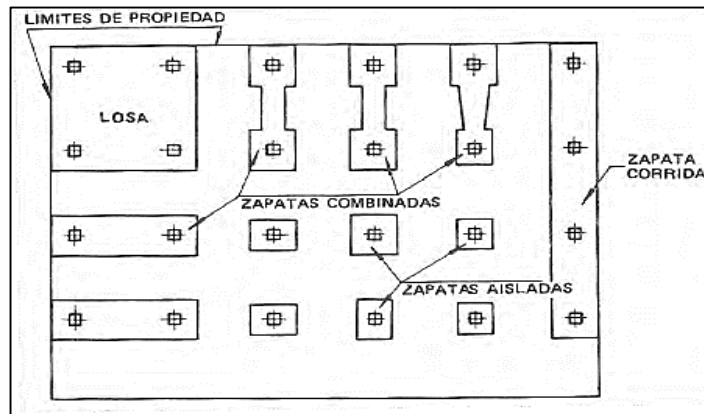 LIMITES DE PROPIEDAD
LOSA
ZAPATA
CORRIDA
ZAPATAS COMBINADAS
ZAPATAS AISLADAS